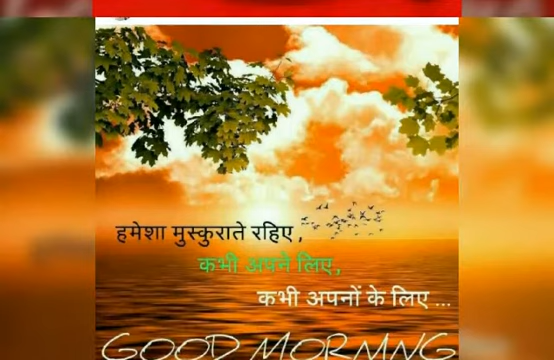 हमेशा मुस्कुराते रहिए ,
कभी अपने लिए,
कभी अपनों के लिए ...
GOOD MORNING